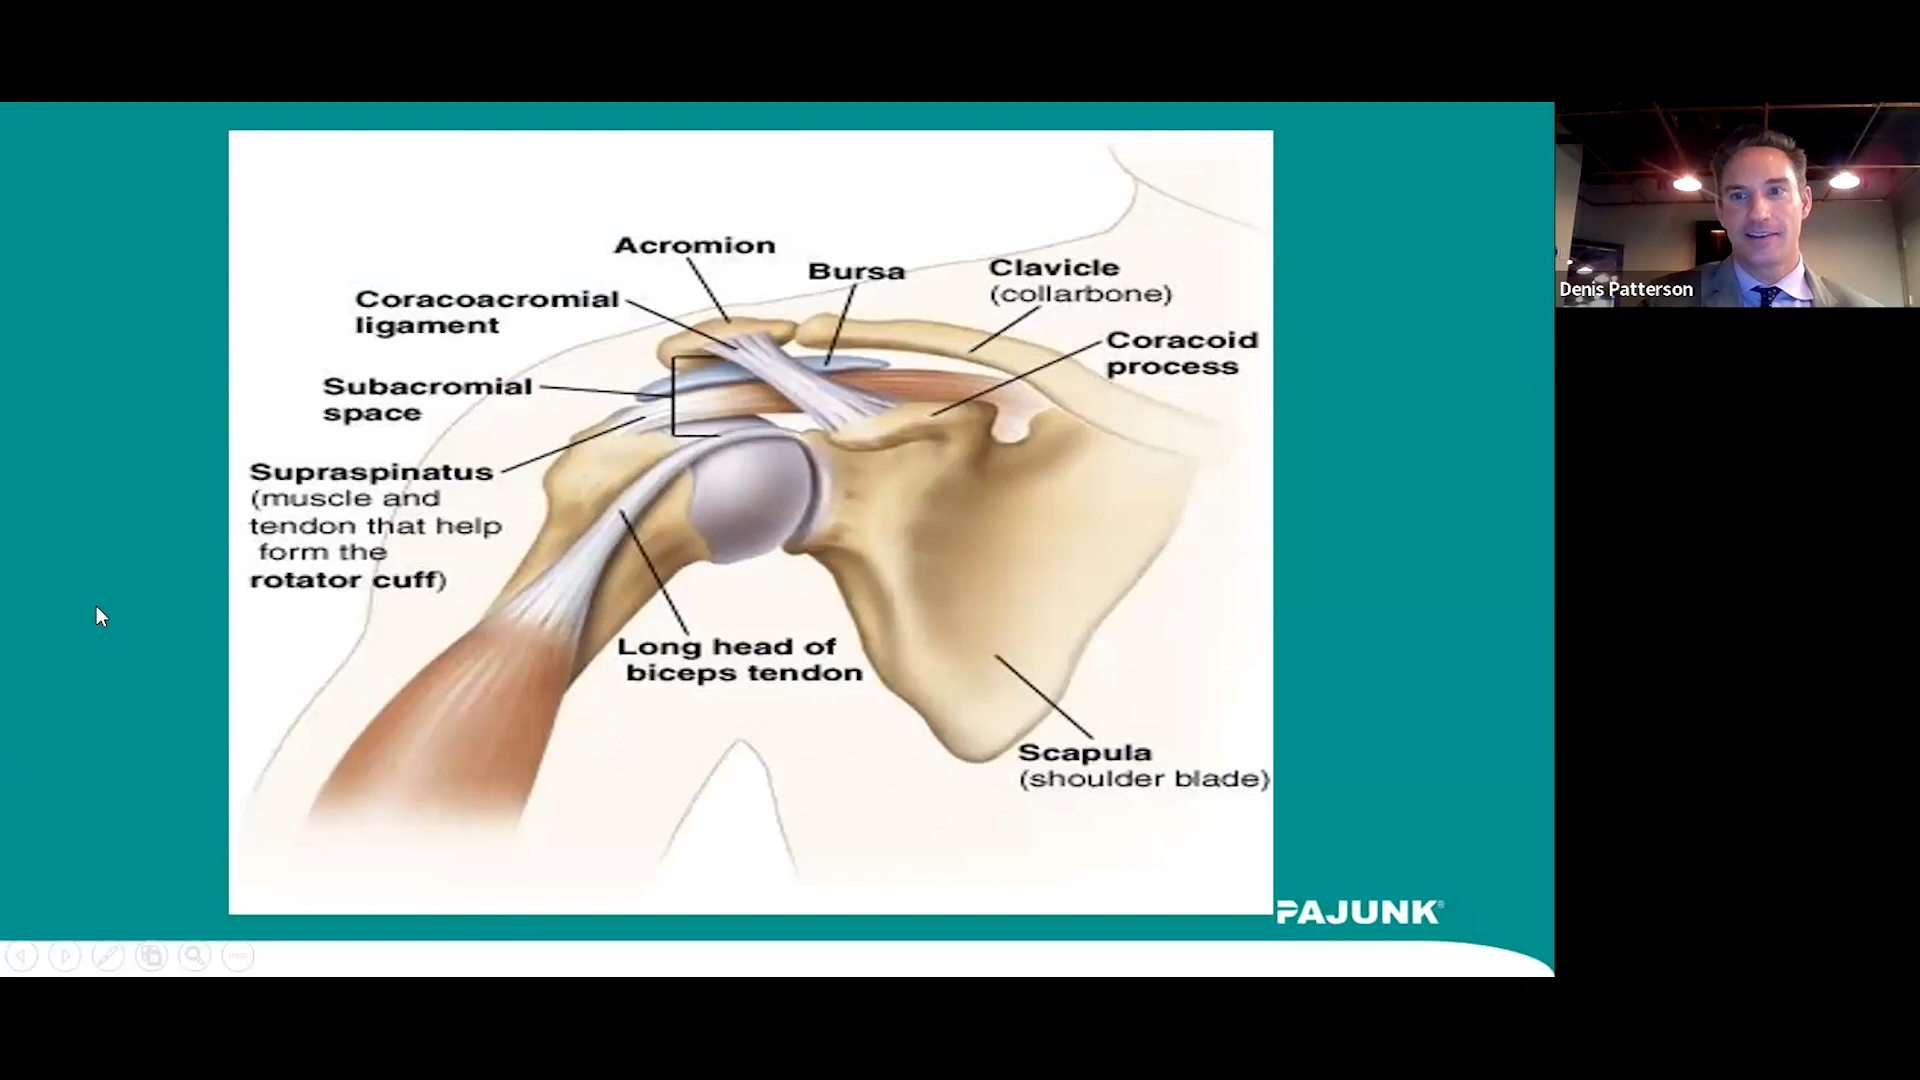 Acromion
Bursa
Clavicle
(collarbone)
Coracoacromial
ligament
Coracoid
process
Subacromial
space
Supraspinatus
(muscle and
tendon that help
form the
rotator cuff)
Long head of
biceps tendon
Scapula
(shoulder blade)
PAJUNK®
Denis Patterson